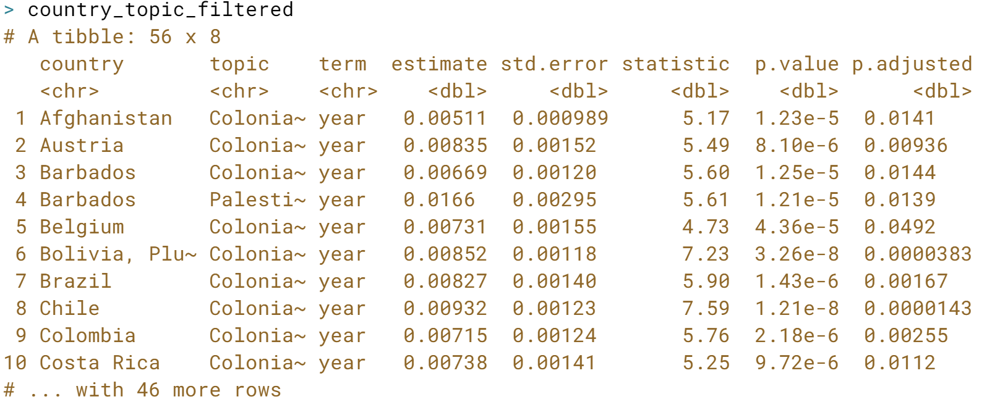 > country_topic_filtered
# A tibble: 56 x 8
   country      topic    term  estimate std.error statistic  p.value p.adjusted
   <chr>        <chr>    <chr>    <dbl>     <dbl>     <dbl>    <dbl>      <dbl>
 1 Afghanistan  Colonia~ year   0.00511  0.000989      5.17  1.23e-5  0.0141
 2 Austria      Colonia~ year   0.00835  0.00152       5.49  8.10e-6  0.00936
 3 Barbados     Colonia~ year   0.00669  0.00120       5.60  1.25e-5  0.0144
 4 Barbados     Palesti~ year   0.0166   0.00295       5.61  1.21e-5  0.0139
 5 Belgium      Colonia~ year   0.00731  0.00155       4.73  4.36e-5  0.0492
 6 Bolivia, Plu~ Colonia~ year   0.00852  0.00118       7.23  3.26e-8  0.0000383
 7 Brazil       Colonia~ year   0.00827  0.00140       5.90  1.43e-6  0.00167
 8 Chile        Colonia~ year   0.00932  0.00123       7.59  1.21e-8  0.0000143
 9 Colombia     Colonia~ year   0.00715  0.00124       5.76  2.18e-6  0.00255
10 Costa Rica   Colonia~ year   0.00738  0.00141       5.25  9.72e-6  0.0112
# ... with 46 more rows